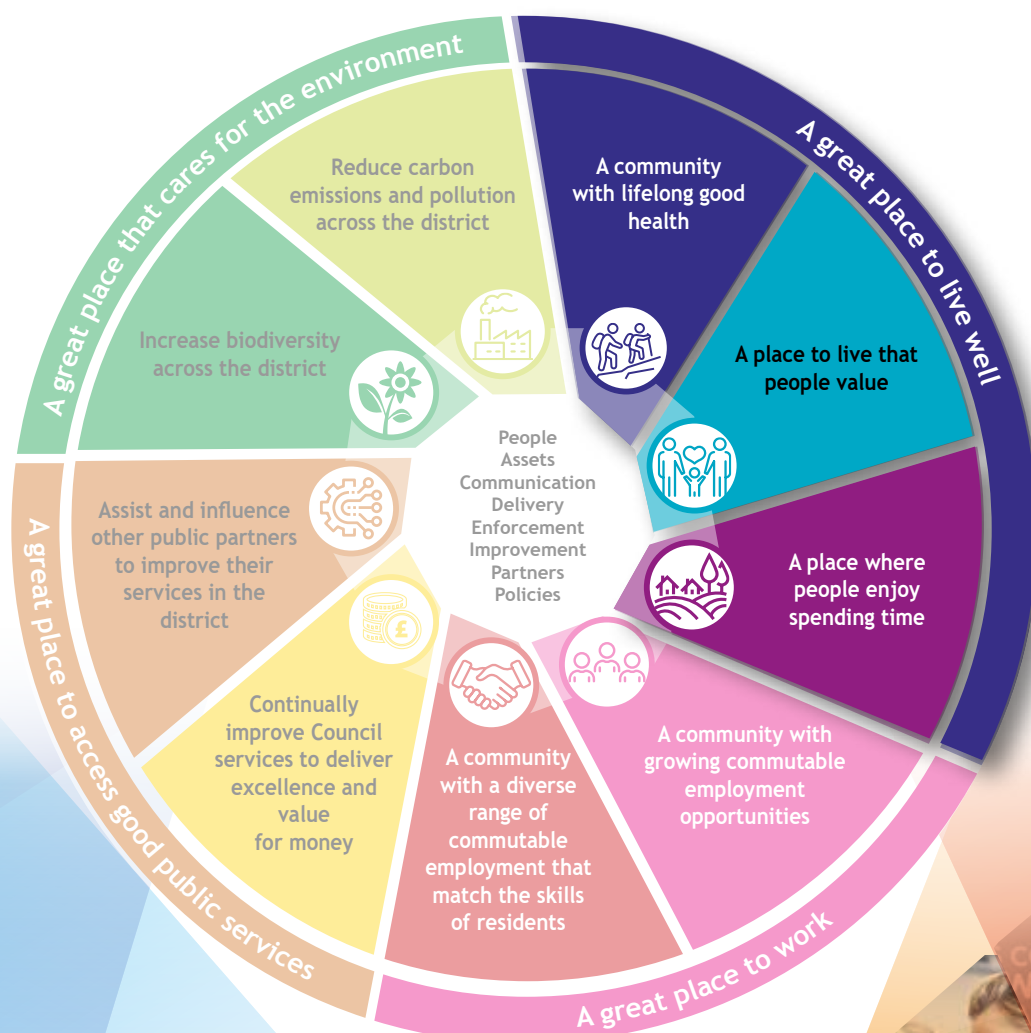 A great place that cares for the environment
A great place to live well
A great place to work
A great place to access good public services
Reduce carbon
emissions and pollution
across the district
A community
with lifelong good
health
A place to live that
people value
A place where
people enjoy
spending time
A community with
growing commutable
employment
opportunities
A community
with a diverse
range of
commutable
employment that
match the skills
of residents
Continually
improve Council
services to deliver
excellence and
value
for money
£
Assist and influence
other public partners
to improve their
services in the
district
Increase biodiversity
across the district
People
Assets
Communication
Delivery
Enforcement
Improvement
Partners
Policies